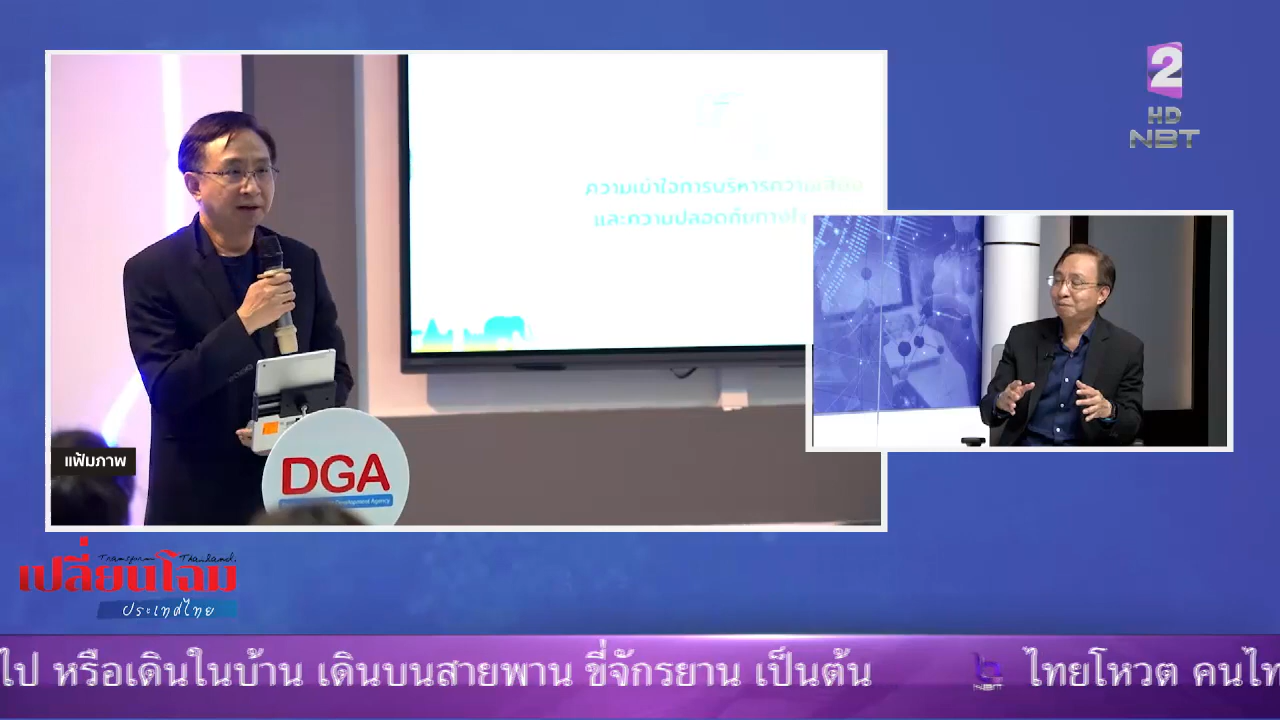 2
HD
NBT
ความเข้าใจการบริหารความเสี่ยง
และความปลอดภัยทางไ
แฟ้มภาพ
DGA
Development Agency
Transform Thailand.
เปลี่ยนโฉม
ประเทศไทย
ไป หรือเดินในบ้าน เดินบนสายพาน ขี่จักรยาน เป็นต้น
NBT
ไทยโหวต คนไท